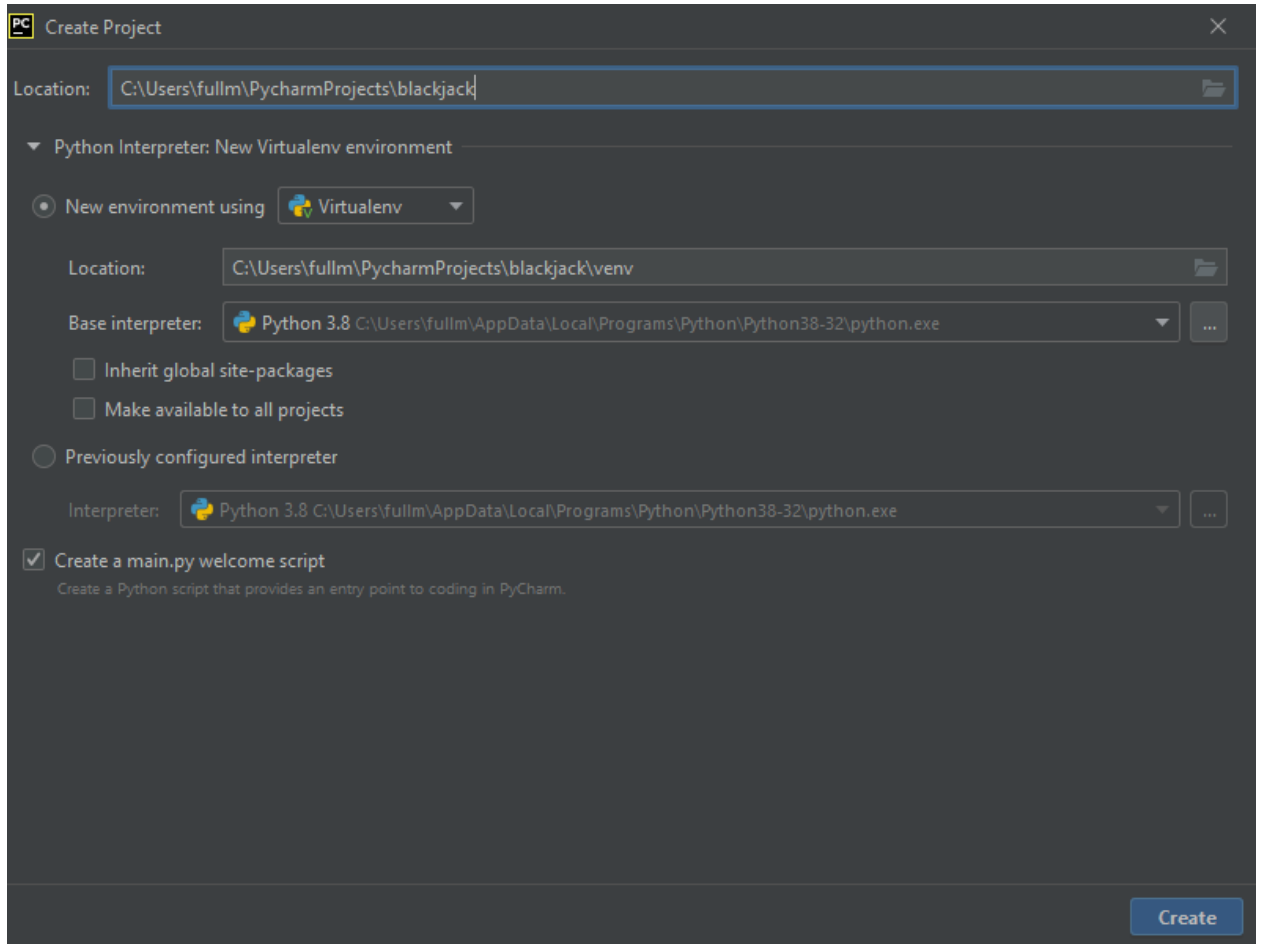 PC Create Project
Location: C:\Users\fullm\PycharmProjects\blackjack
Python Interpreter: New Virtualenv environment
New environment using V Virtualenv
Location: C:\Users\fullm\PycharmProjects\blackjack\venv
Base interpreter: Python 3.8 C:\Users\fullm\AppData\Local\Programs\Python\Python38-32\python.exe ...
Inherit global site-packages
Make available to all projects
Previously configured interpreter
Interpreter: Python 3.8 C:\Users\fullm\AppData\Local\Programs\Python\Python38-32\python.exe ...
Create a main.py welcome script
Create a Python script that provides an entry point to coding in PyCharm.
Create